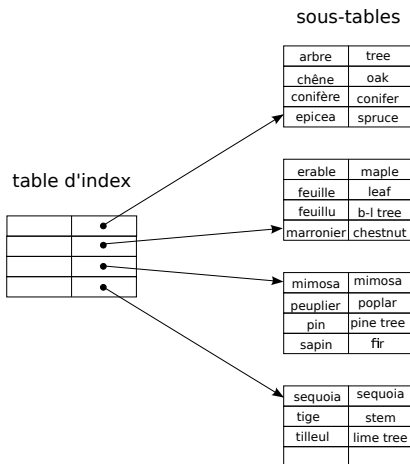 sous-tables
arbre tree
chêne oak
conifère conifer
epicea spruce
table d'index
erable maple
feuille leaf
feuillu b-l tree
marronier chestnut
mimosa mimosa
peuplier poplar
pin pine tree
sapin fir
sequoia sequoia
tige stem
tilleul lime tree